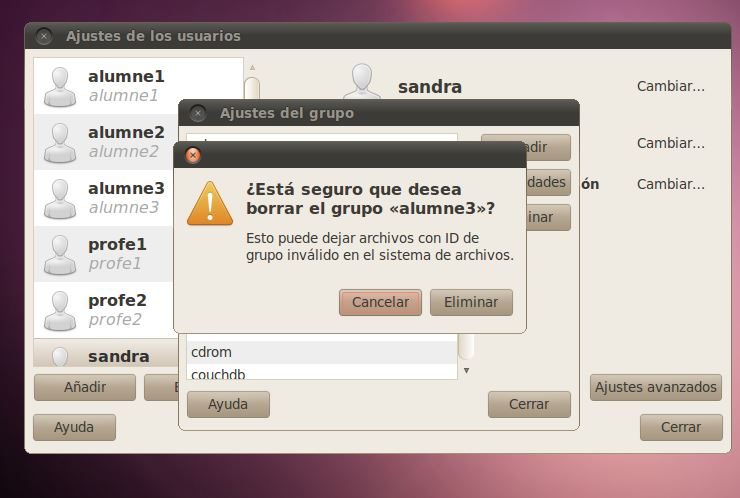 Ajustes de los usuarios
alumne1
alumne1
alumne2
alumne2
alumne3
alumne3
profe1
profe1
profe2
profe2
sandra
Añadir
Ayuda
sandra
Cambiar...
Cambiar...
Cambiar...
Ajustes avanzados
Cerrar
Ajustes del grupo
cdrom
couchdb
Ayuda
Cerrar
¿Está seguro que desea
borrar el grupo «alumne3»?
Esto puede dejar archivos con ID de
grupo inválido en el sistema de archivos.
Cancelar
Eliminar